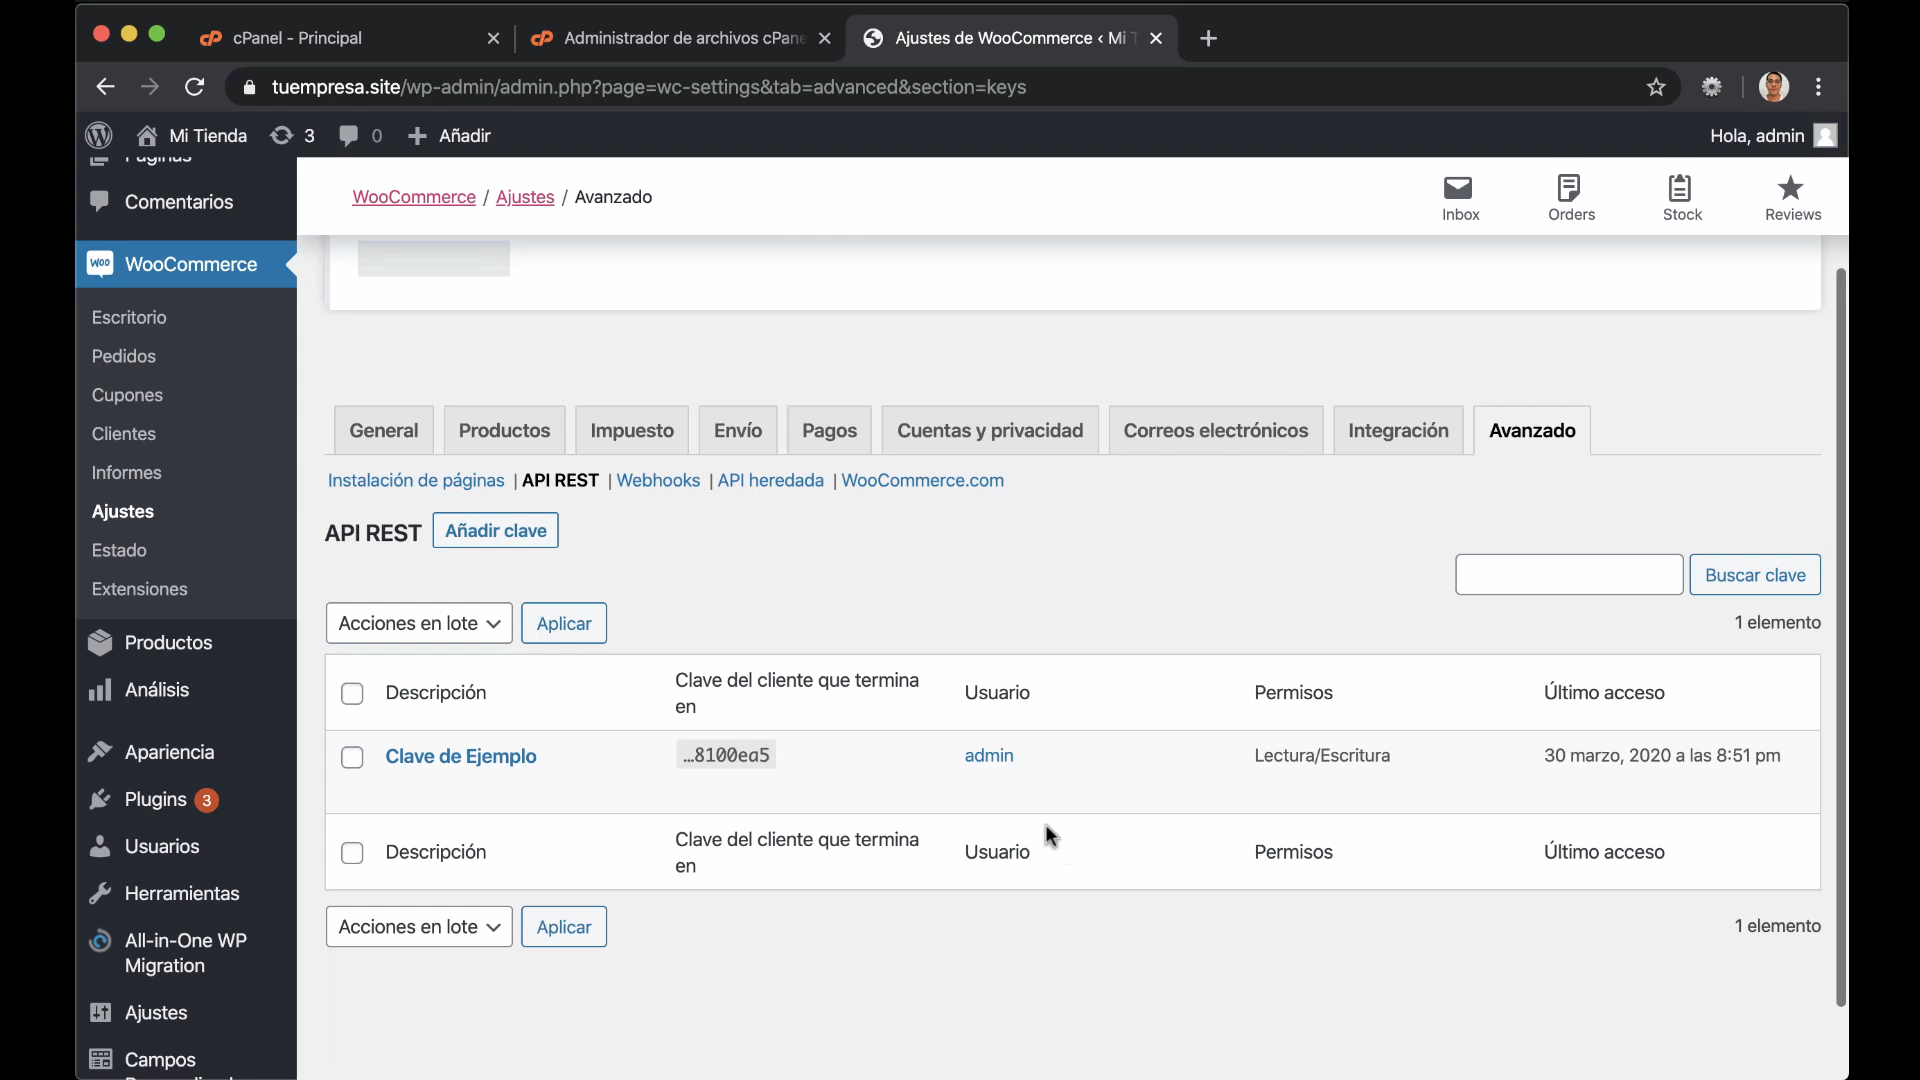 cPanel - Principal
Administrador de archivos cPane
Ajustes de WooCommerce ‹ Mi T
tuempresa.site/wp-admin/admin.php?page=wc-settings&tab=advanced&section=keys
Mi Tienda
3
0
Añadir
Hola, admin
Páginas
Comentarios
WooCommerce
Escritorio
Pedidos
Cupones
Clientes
Informes
Ajustes
Estado
Extensiones
Productos
Análisis
Apariencia
Plugins 3
Usuarios
Herramientas
All-in-One WP
Migration
Ajustes
Campos
WooCommerce / Ajustes / Avanzado
Inbox
Orders
Stock
Reviews
General
Productos
Impuesto
Envío
Pagos
Cuentas y privacidad
Correos electrónicos
Integración
Avanzado
Instalación de páginas | API REST | Webhooks | API heredada | WooCommerce.com
API REST Añadir clave
Buscar clave
Acciones en lote Aplicar
1 elemento
Descripción
Clave del cliente que termina
en
Usuario
Permisos
Último acceso
Clave de Ejemplo
…8100ea5
admin
Lectura/Escritura
30 marzo, 2020 a las 8:51 pm
Descripción
Clave del cliente que termina
en
Usuario
Permisos
Último acceso
Acciones en lote Aplicar
1 elemento